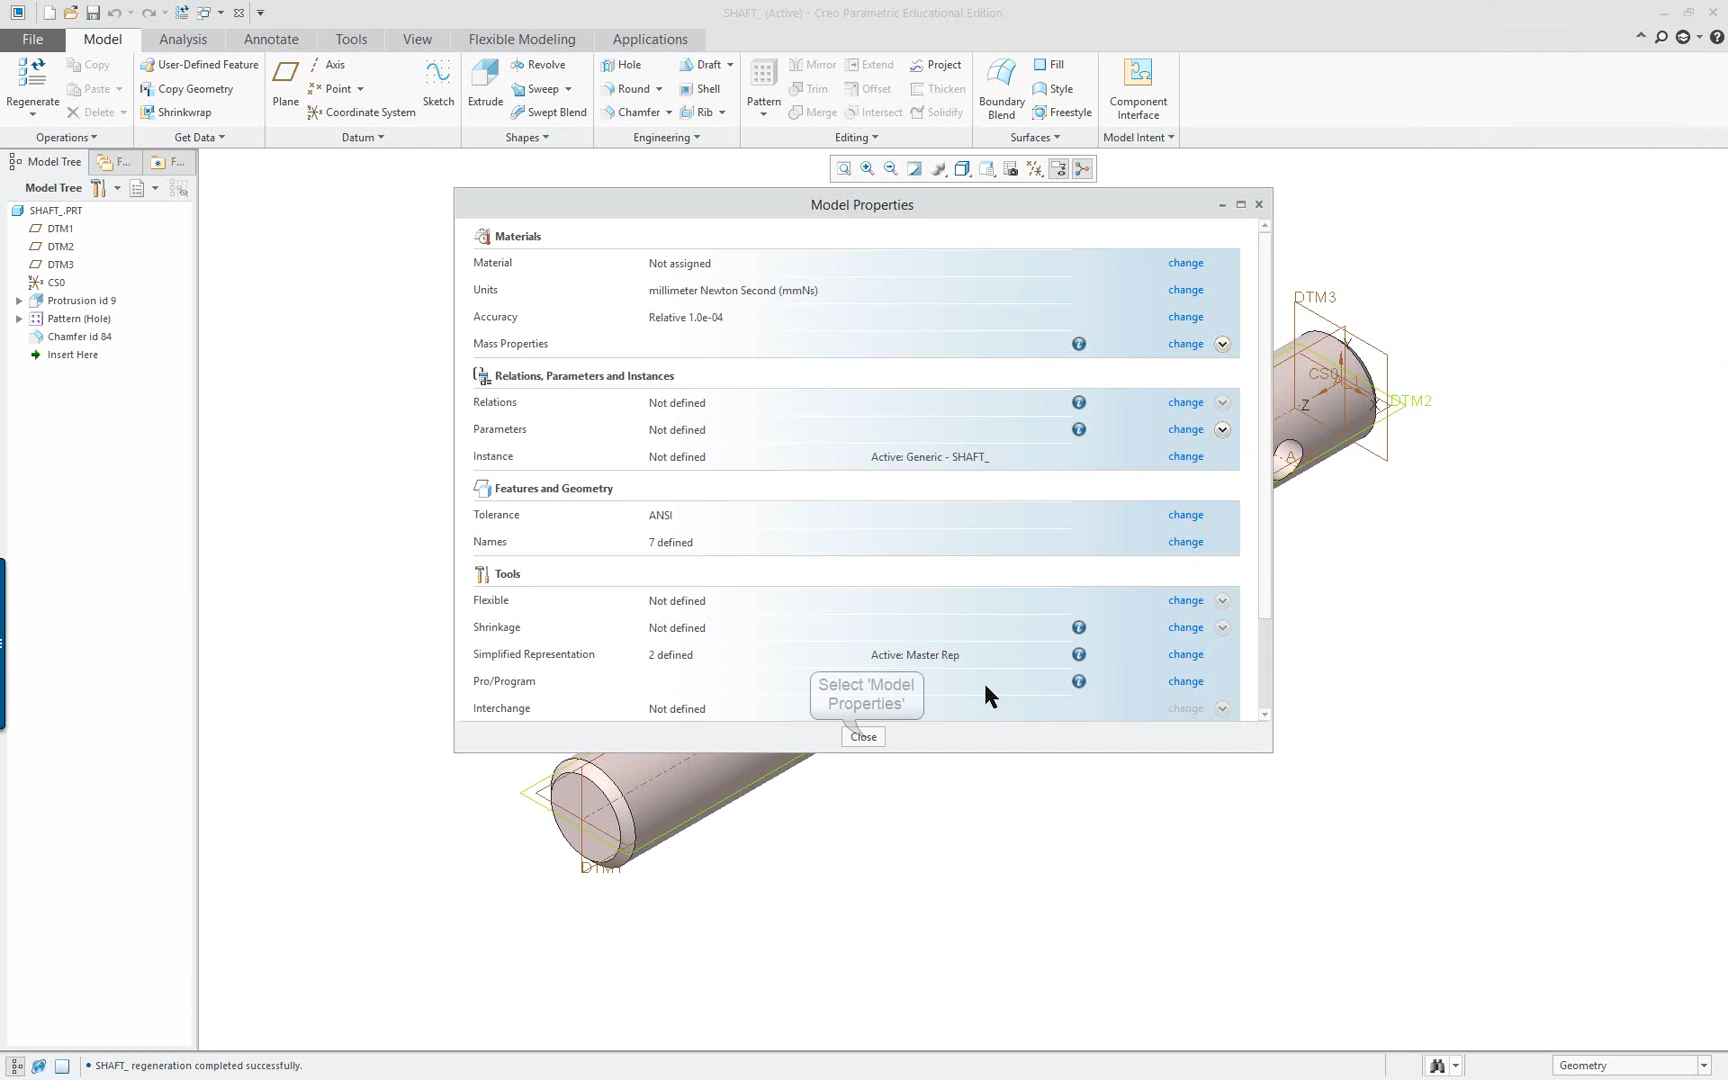 SHAFT_ (Active) - Creo Parametric Educational Edition
File Model Analysis Annotate Tools View Flexible Modeling Applications
Regenerate Copy Paste Delete
User-Defined Feature Copy Geometry Shrinkwrap
Plane Axis Point Coordinate System Sketch
Extrude Revolve Sweep Swept Blend
Hole Round Chamfer Draft Shell Rib
Pattern Mirror Trim Merge Extend Offset Intersect Project Thicken Solidify
Boundary Blend Fill Style Freestyle
Component Interface
Operations Get Data Datum Shapes Engineering Editing Surfaces Model Intent
Model Tree F... F...
Model Tree
SHAFT_.PRT
DTM1
DTM2
DTM3
CS0
Protrusion id 9
Pattern (Hole)
Chamfer id 84
Insert Here
Model Properties
Materials
Material Not assigned change
Units millimeter Newton Second (mmNs) change
Accuracy Relative 1.0e-04 change
Mass Properties change
Relations, Parameters and Instances
Relations Not defined change
Parameters Not defined change
Instance Not defined Active: Generic - SHAFT_ change
Features and Geometry
Tolerance ANSI change
Names 7 defined change
Tools
Flexible Not defined change
Shrinkage Not defined change
Simplified Representation 2 defined Active: Master Rep change
Pro/Program change
Interchange Not defined change
Select 'Model
Properties'
Close
DTM3
Y
CS0
X
Z
DTM2
A
DTM1
SHAFT_ regeneration completed successfully.
Geometry